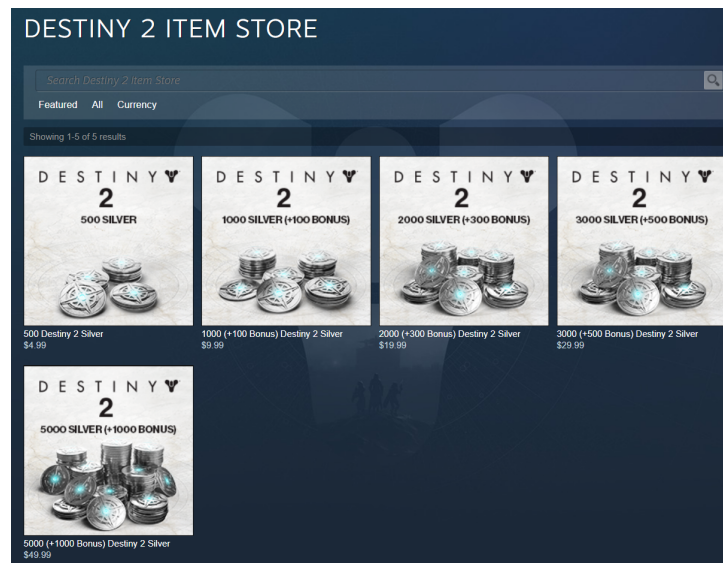 DESTINY 2 ITEM STORE
Search Destiny 2 Item Store
Featured All Currency
Showing 1-5 of 5 results
DESTINY
2
500 SILVER
500 Destiny 2 Silver
$4.99
DESTINY
2
1000 SILVER (+100 BONUS)
1000 (+100 Bonus) Destiny 2 Silver
$9.99
DESTINY
2
2000 SILVER (+300 BONUS)
2000 (+300 Bonus) Destiny 2 Silver
$19.99
DESTINY
2
3000 SILVER (+500 BONUS)
3000 (+500 Bonus) Destiny 2 Silver
$29.99
DESTINY
2
5000 SILVER (+1000 BONUS)
5000 (+1000 Bonus) Destiny 2 Silver
$49.99